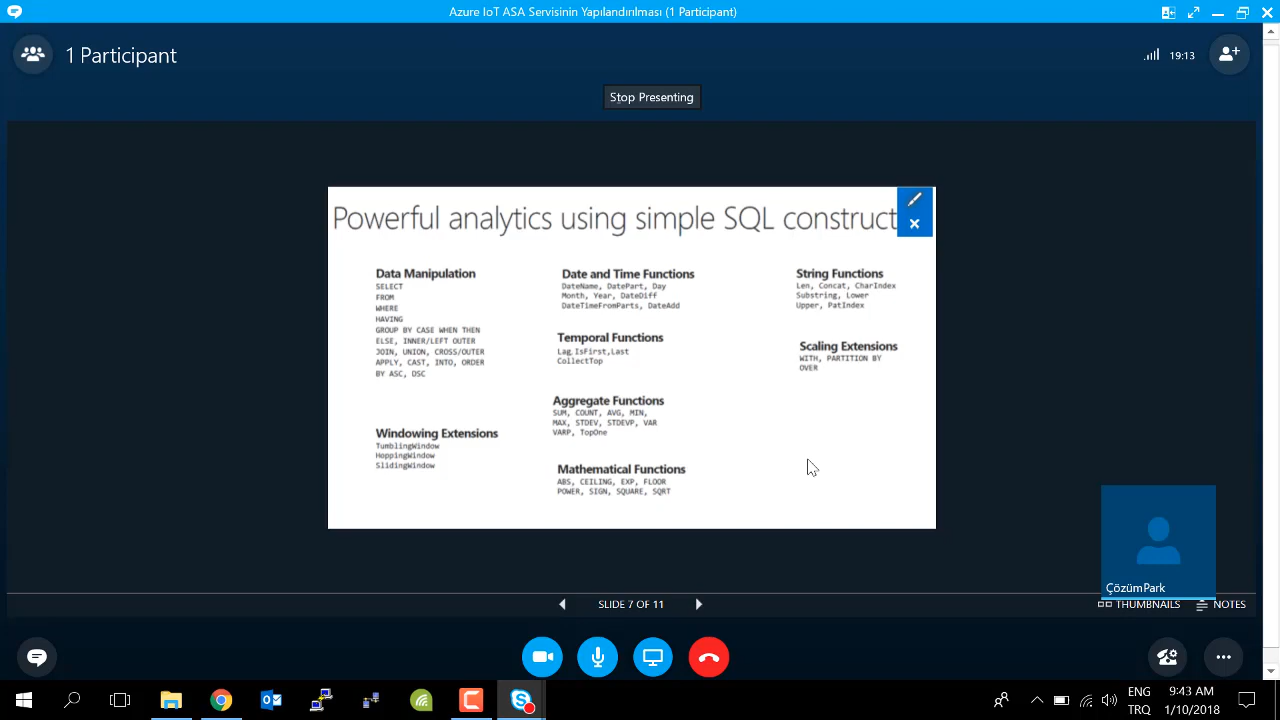 Azure IoT ASA Servisinin Yapılandırılması (1 Participant)
1 Participant
19:13
Stop Presenting
Powerful analytics using simple SQL construct
Data Manipulation
SELECT
FROM
WHERE
HAVING
GROUP BY CASE WHEN THEN
ELSE, INNER/LEFT OUTER
JOIN, UNION, CROSS/OUTER
APPLY, CAST, INTO, ORDER
BY ASC, DSC
Windowing Extensions
TumblingWindow
HoppingWindow
SlidingWindow
Date and Time Functions
DateName, DatePart, Day
Month, Year, DateDiff
DateTimeFromParts, DateAdd
Temporal Functions
Lag,IsFirst,Last
CollectTop
Aggregate Functions
SUM, COUNT, AVG, MIN,
MAX, STDEV, STDEVP, VAR
VARP, TopOne
Mathematical Functions
ABS, CEILING, EXP, FLOOR
POWER, SIGN, SQUARE, SQRT
String Functions
Len, Concat, CharIndex
Substring, Lower
Upper, PatIndex
Scaling Extensions
WITH, PARTITION BY
OVER
ÇözümPark
SLIDE 7 OF 11
THUMBNAILS
NOTES
ENG
13 AM
TRQ
1/10/2018